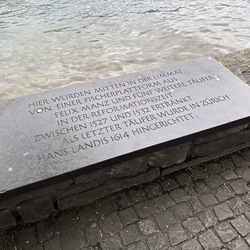 HIER WURDEN MITTEN IN DER LIMMAT
VON EINER FISCHERPLATTFORM AUS
FELIX MANZ UND FÜNF WEITERE TÄUFER
IN DER REFORMATIONSZEIT
ZWISCHEN 1527 UND 1532 ERTRÄNKT
ALS LETZTER TÄUFER WURDE IN ZÜRICH
HANS LANDIS 1614 HINGERICHTET